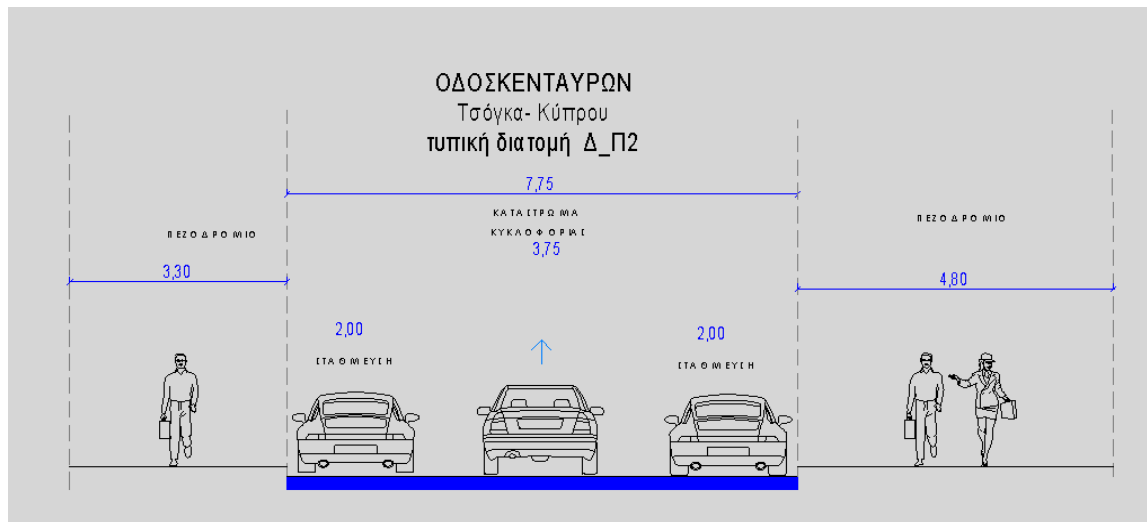 ΟΔΟΣΚΕΝΤΑΥΡΩΝ
Τσόγκα- Κύπρου
τυπική διατομή Δ_Π2
7,75
ΚΑΤΑΣΤΡΩΜΑ
ΚΥΚΛΟΦΟΡΙΑΣ
3,75
ΠΕΖΟΔΡΟΜΙΟ
3,30
ΠΕΖΟΔΡΟΜΙΟ
4,80
2,00
ΣΤΑΘΜΕΥΣΗ
2,00
ΣΤΑΘΜΕΥΣΗ